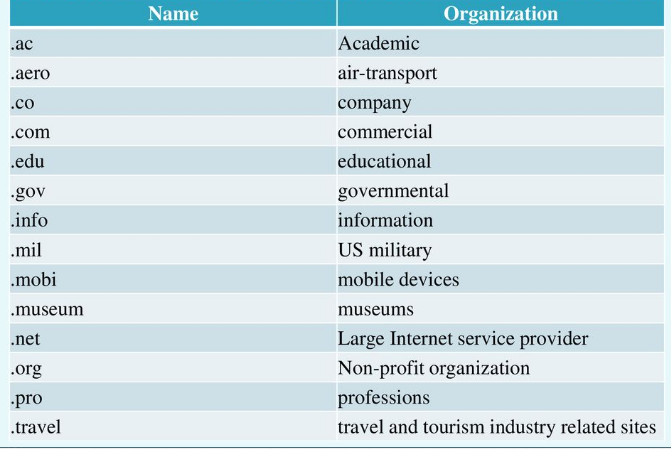 Name Organization
.ac Academic
.aero air-transport
.co company
.com commercial
.edu educational
.gov governmental
.info information
.mil US military
.mobi mobile devices
.museum museums
.net Large Internet service provider
.org Non-profit organization
.pro professions
.travel travel and tourism industry related sites